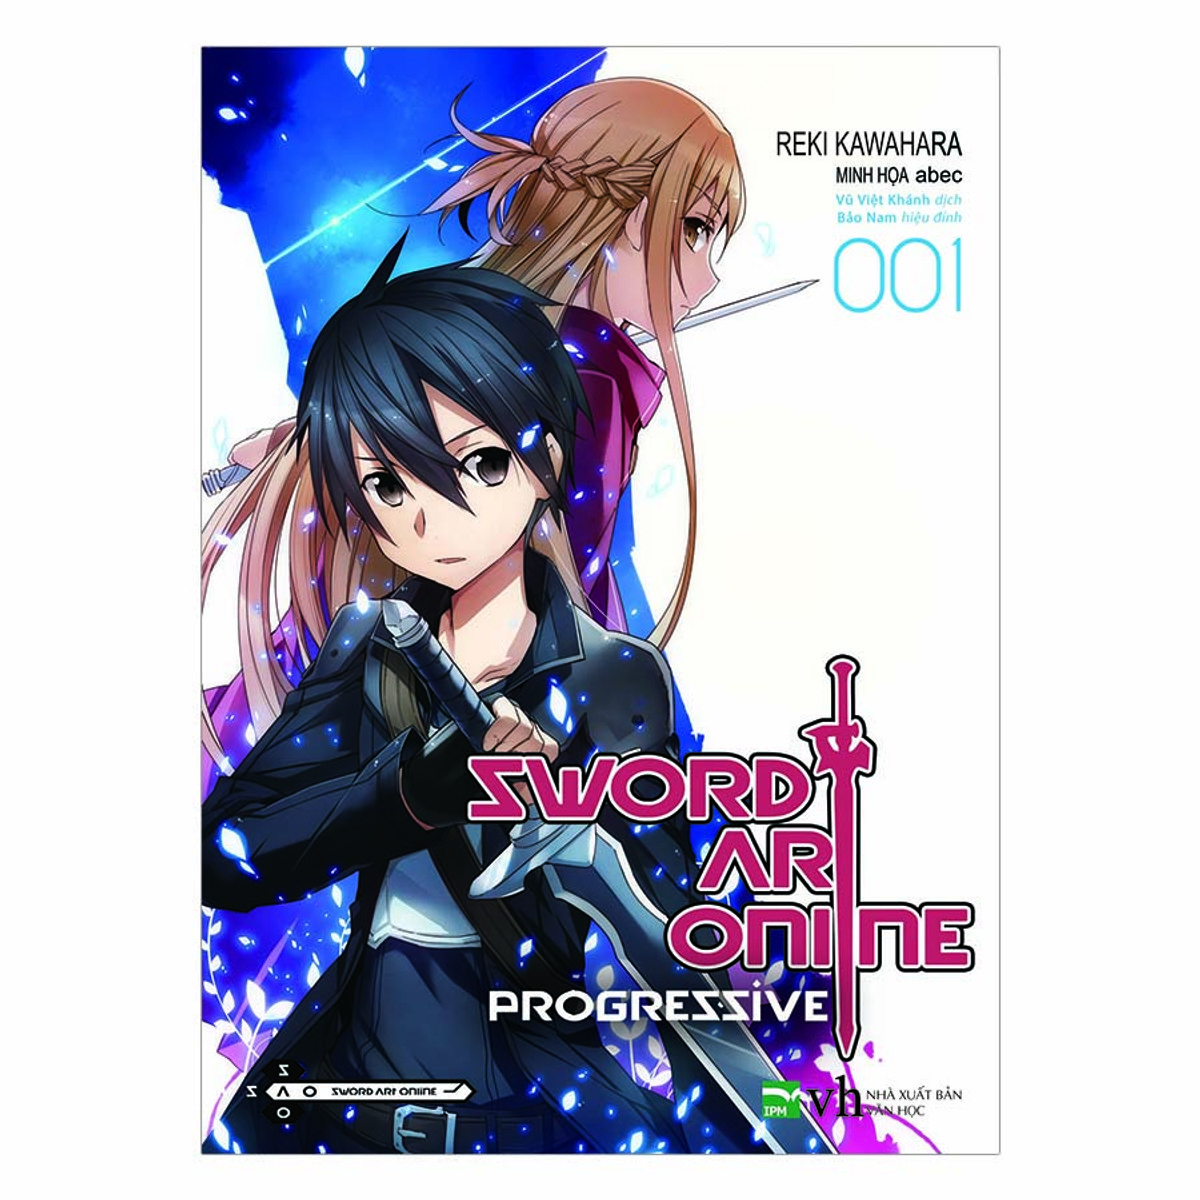 REKI KAWAHARA
MINH HỌA abec
Vũ Việt Khánh dịch
Bảo Nam hiệu đính
001
SWORD
ART
ONLINE
PROGRESSIVE
S
S A O SWORD ART ONLINE
O
IPM
vh
NHÀ XUẤT BẢN
VĂN HỌC